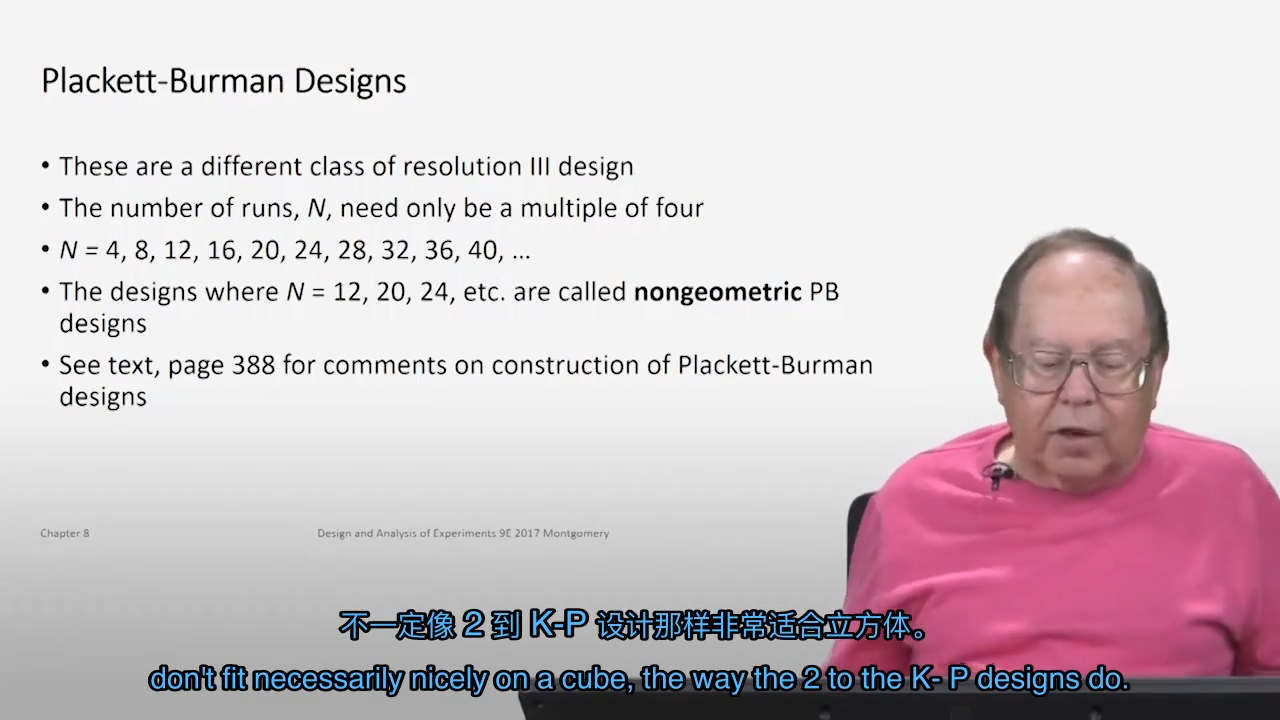 Plackett-Burman Designs
• These are a different class of resolution III design
• The number of runs, N, need only be a multiple of four
• N = 4, 8, 12, 16, 20, 24, 28, 32, 36, 40, ...
• The designs where N = 12, 20, 24, etc. are called nongeometric PB
designs
• See text, page 388 for comments on construction of Plackett-Burman
designs
Chapter 8
Design and Analysis of Experiments 9E 2017 Montgomery
不一定像 2 到 K-P 设计那样非常适合立方体。
don't fit necessarily nicely on a cube, the way the 2 to the K- P designs do.